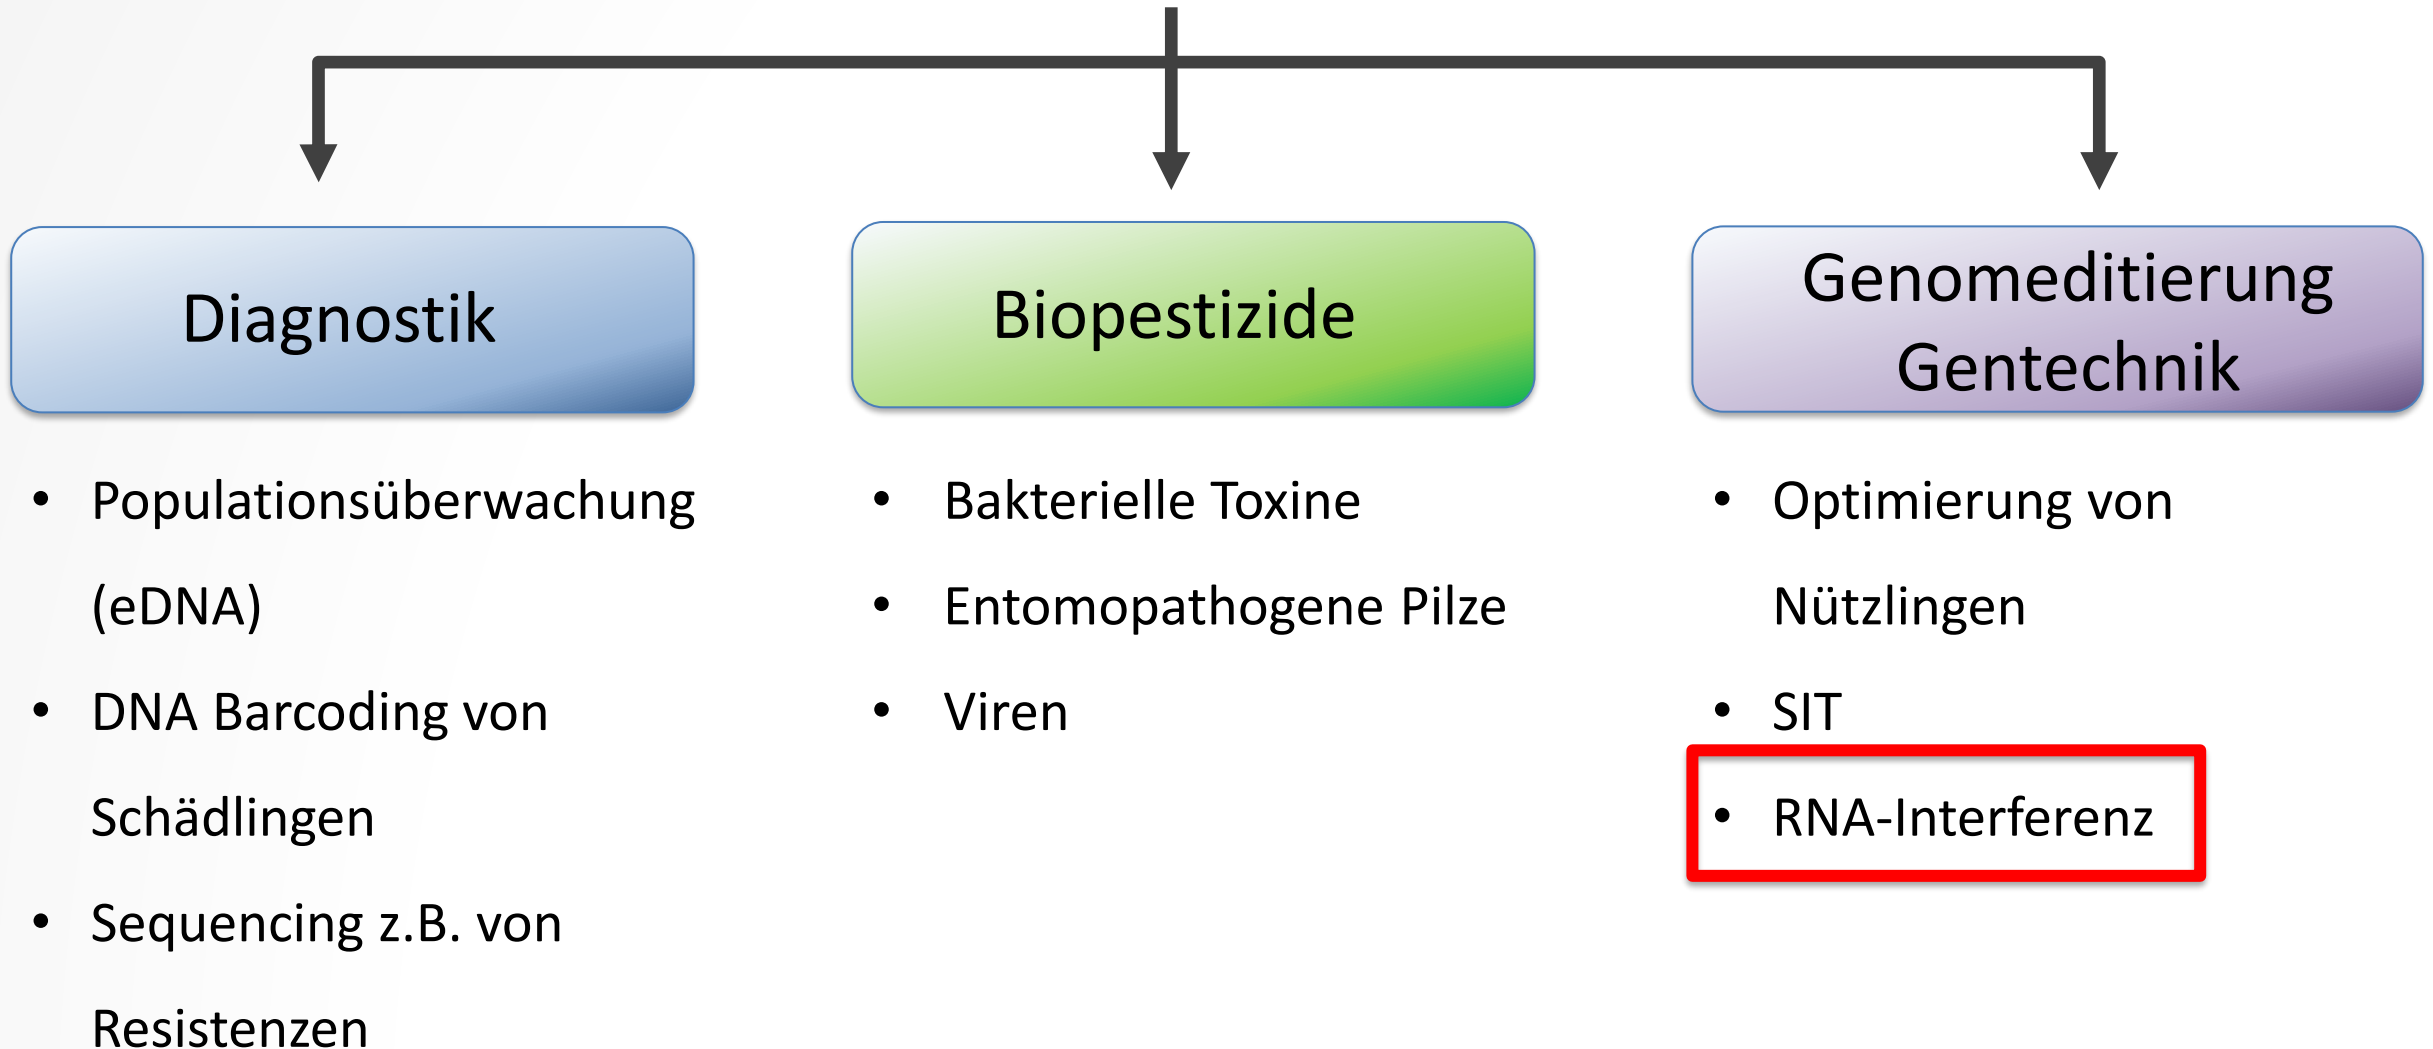 Diagnostik
• Populationsüberwachung
(eDNA)
• DNA Barcoding von
Schädlingen
• Sequencing z.B. von
Resistenzen
Biopestizide
• Bakterielle Toxine
• Entomopathogene Pilze
• Viren
Genomeditierung
Gentechnik
• Optimierung von
Nützlingen
• SIT
• RNA-Interferenz